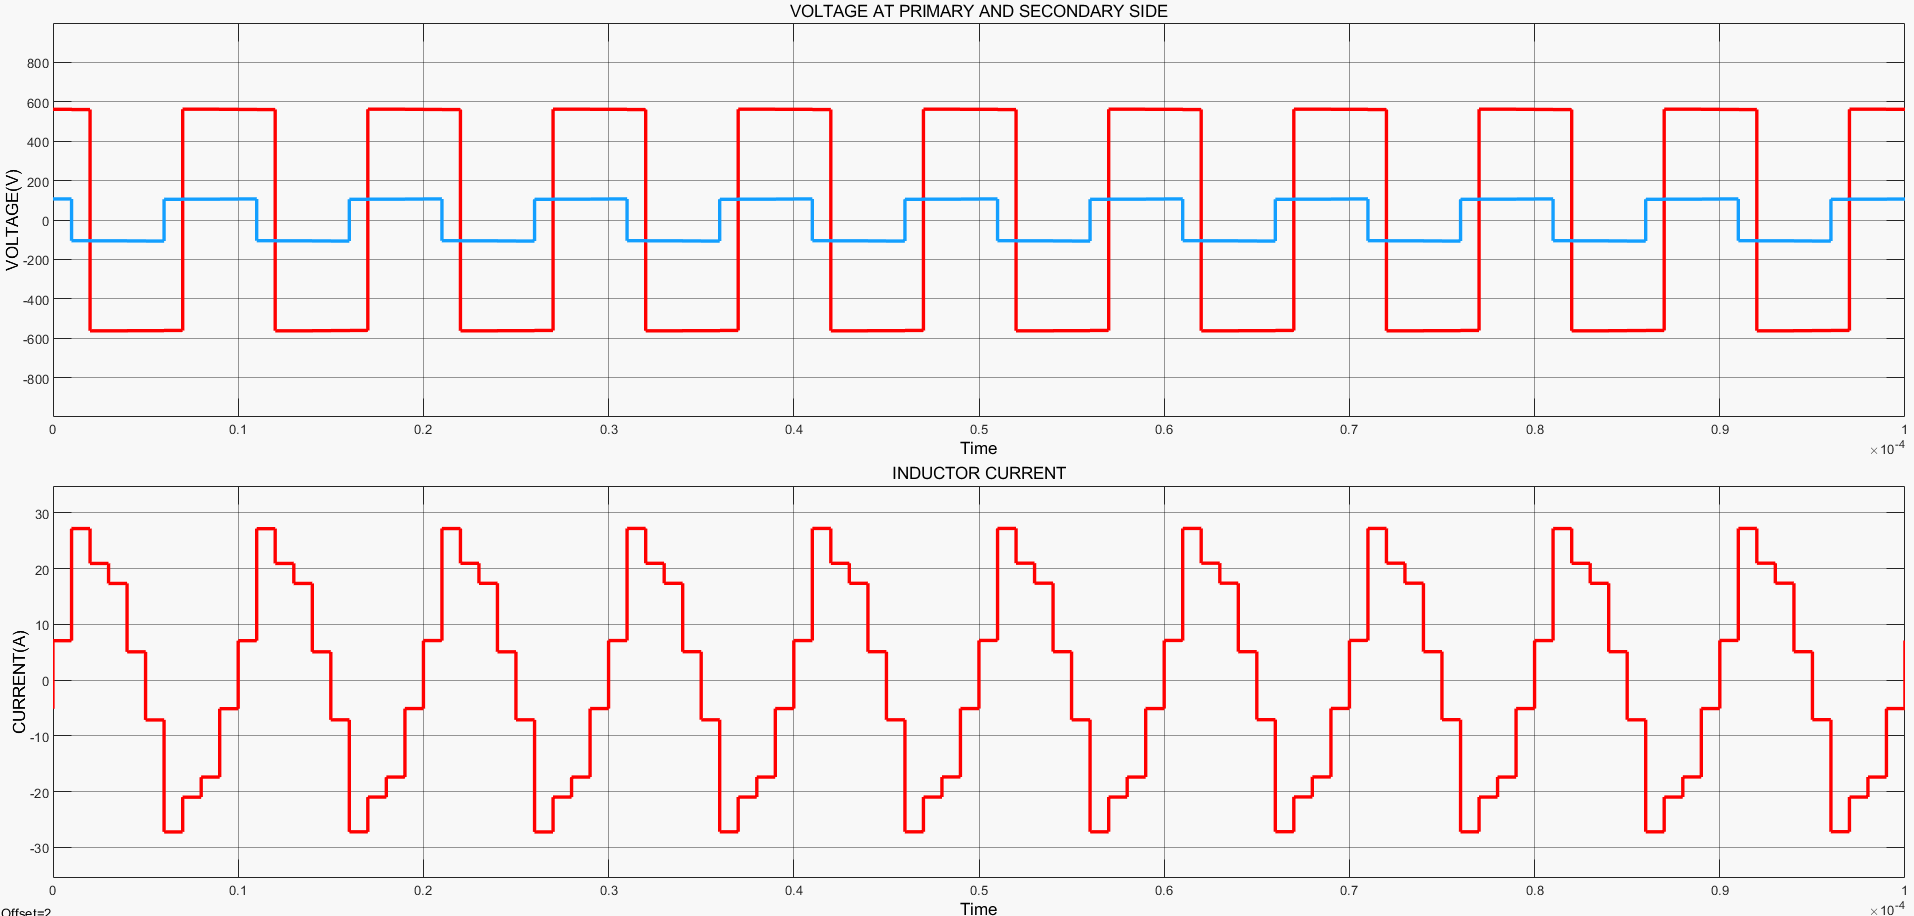 VOLTAGE AT PRIMARY AND SECONDARY SIDE
800
600
400
200
0
-200
-400
-600
-800
VOLTAGE(V)
0 0.1 0.2 0.3 0.4 0.5 0.6 0.7 0.8 0.9 1
Time
×10-4
INDUCTOR CURRENT
30
20
10
0
-10
-20
-30
CURRENT(A)
0 0.1 0.2 0.3 0.4 0.5 0.6 0.7 0.8 0.9 1
Time
×10-4
Offset=2